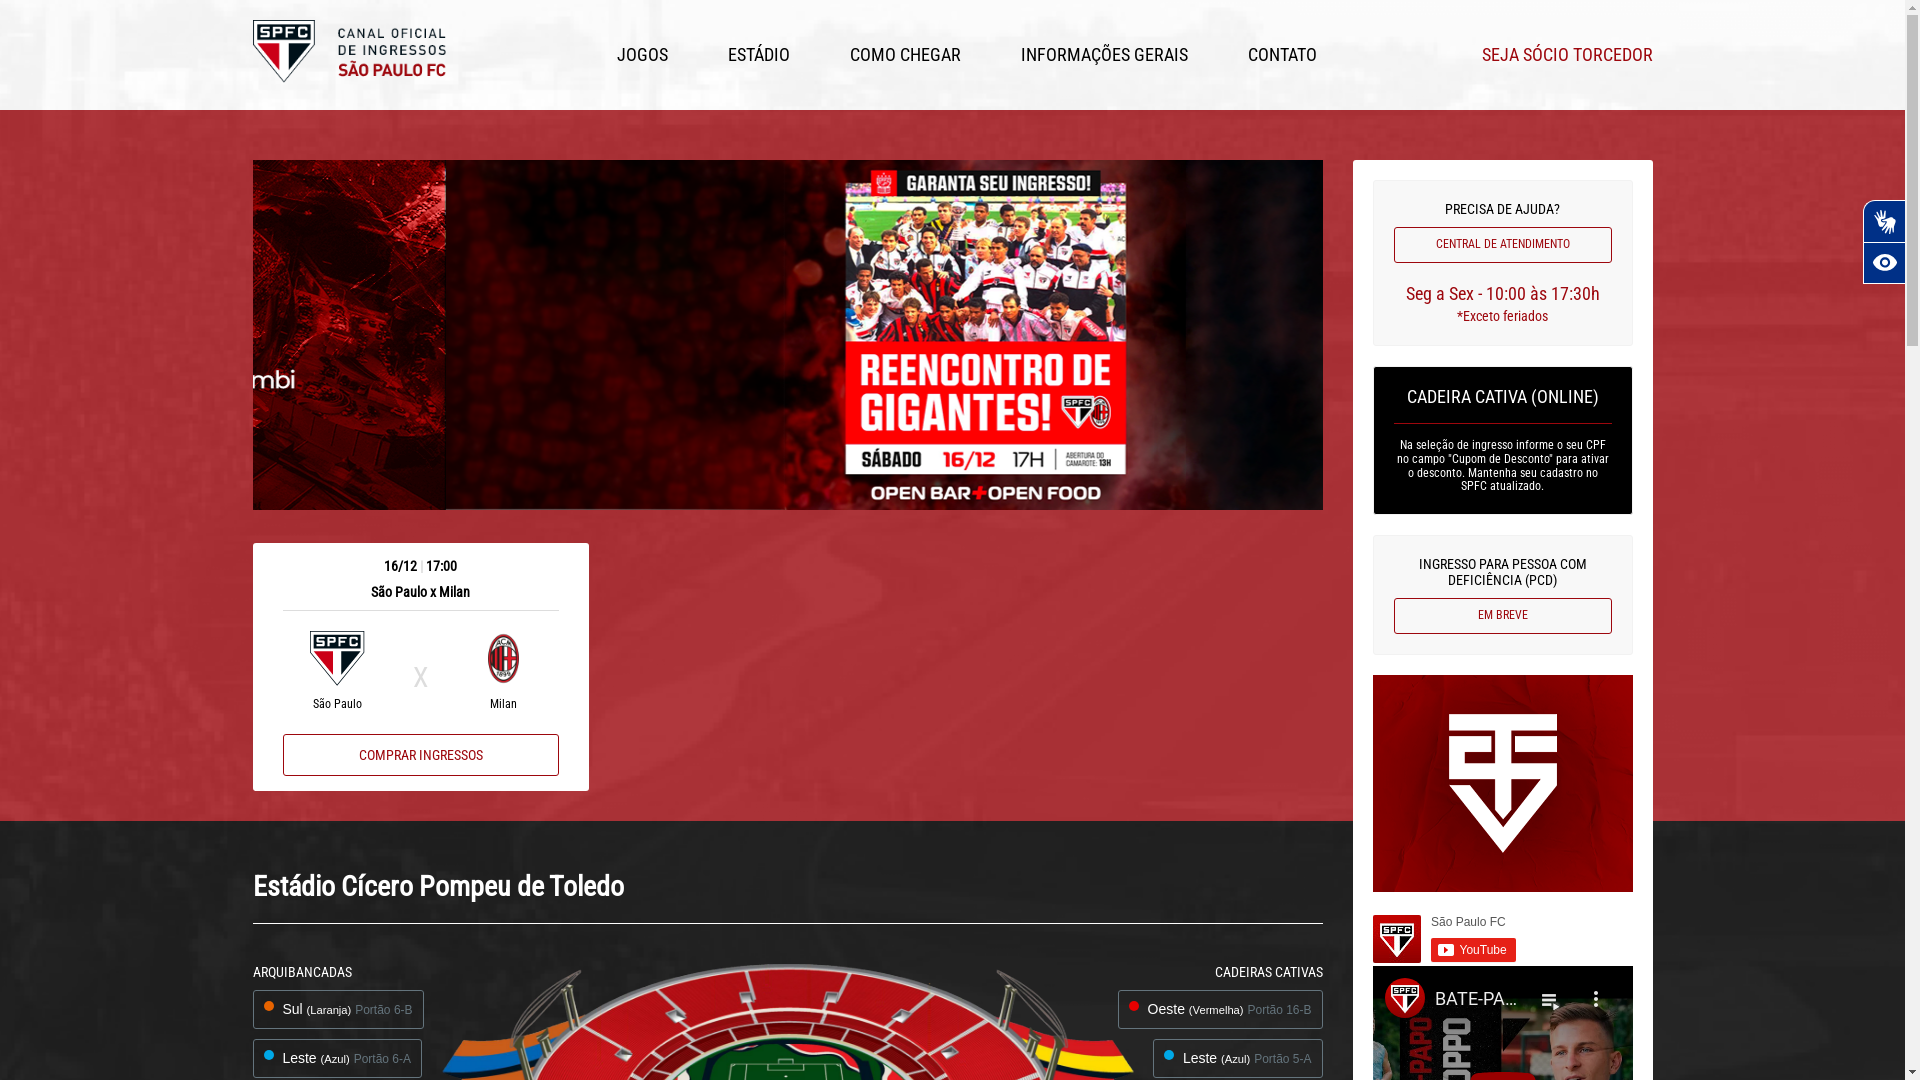 SPFC
CANAL OFICIAL
DE INGRESSOS
SÃO PAULO FC
JOGOS
ESTÁDIO
COMO CHEGAR
INFORMAÇÕES GERAIS
CONTATO
SEJA SÓCIO TORCEDOR
mbi
GARANTA SEU INGRESSO!
REENCONTRO DE
GIGANTES!
SPFC
SÁBADO 16/12 17H
ABERTURA DO
CAMAROTE: 13H
OPEN BAR+OPEN FOOD
PRECISA DE AJUDA?
CENTRAL DE ATENDIMENTO
Seg a Sex - 10:00 às 17:30h
*Exceto feriados
CADEIRA CATIVA (ONLINE)
Na seleção de ingresso informe o seu CPF
no campo "Cupom de Desconto" para ativar
o desconto. Mantenha seu cadastro no
SPFC atualizado.
INGRESSO PARA PESSOA COM
DEFICIÊNCIA (PCD)
EM BREVE
16/12 | 17:00
São Paulo x Milan
SPFC
X
São Paulo
Milan
COMPRAR INGRESSOS
Estádio Cícero Pompeu de Toledo
ARQUIBANCADAS
Sul (Laranja) Portão 6-B
Leste (Azul) Portão 6-A
CADEIRAS CATIVAS
Oeste (Vermelha) Portão 16-B
Leste (Azul) Portão 5-A
SPFC
São Paulo FC
YouTube
SPFC
BATE-PA...